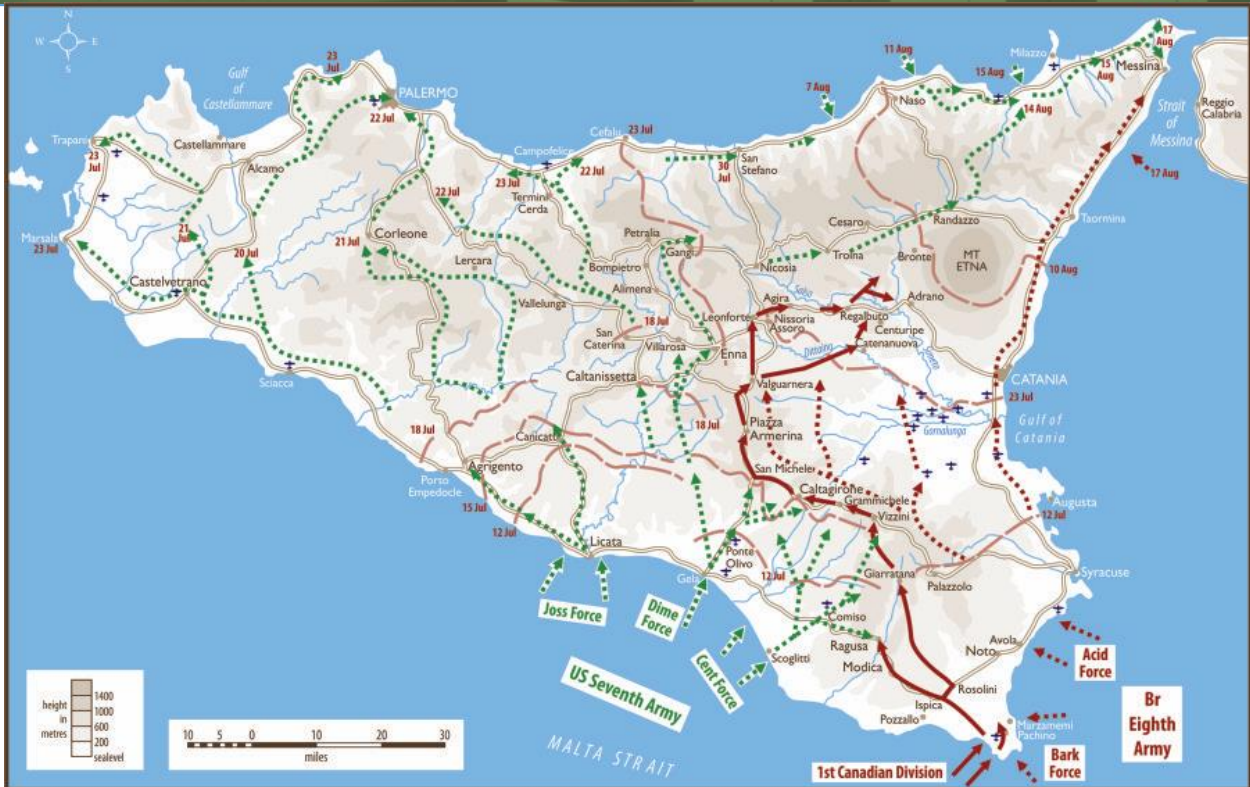 N
W
E
S
Gulf
of
Castellammare
23
Jul
PALERMO
22 Jul
Trapani
23
Jul
Castellammare
Alcamo
Marsala
23 Jul
21
Jul
20 Jul
Castelvetrano
Sciacca
21 Jul
Corleone
22 Jul
Lercara
Vallelunga
Campofelice
23 Jul
22 Jul
Termini
Cerda
Cefalu
23 Jul
Petralia
Gangi
Bompietro
Alimena
18 Jul
San
Caterina
Villarosa
Enna
Caltanissetta
Leonforte
30
Jul
San
Stefano
7 Aug
11 Aug
Naso
15 Aug
Milazzo
14 Aug
15
Aug
17
Aug
Messina
Strait
of
Messina
Reggio
Calabria
17 Aug
Taormina
10 Aug
Cesaro
Randazzo
Nicosia
Troina
Bronte
MT
ETNA
Salso
Agira
Nissoria
Assoro
Regalbuto
Adrano
Centuripe
Catenanuova
Dittaino
Simeto
Valguarnera
CATANIA
23 Jul
Gulf of
Catania
Gornalunga
Piazza
Armerina
18 Jul
18 Jul
Canicatti
Agrigento
Porso
Empedocle
15 Jul
12 Jul
Licata
San Micheler
Caltagirone
Grammichele
Vizzini
Augusta
12 Jul
Ponte
Olivo
Gela
12 Jul
Giarratana
Palazzolo
Syracuse
Comiso
Ragusa
Modica
Scoglitti
Avola
Noto
Rosolini
Ispica
Pozzallo
Marzamemi
Pachino
Joss Force
Dime
Force
Cent Force
US Seventh Army
Acid
Force
Br
Eighth
Army
Bark
Force
1st Canadian Division
MALTA STRAIT
height
in
metres
1400
1000
600
200
sealevel
10 5 0 10 20 30
miles